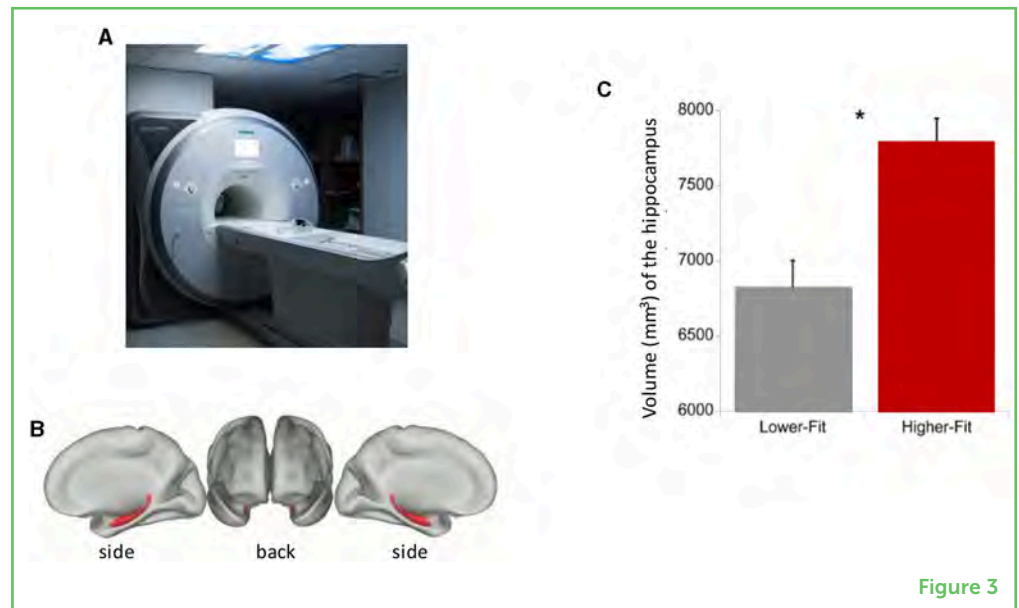 A
B
side
back
side
C
*
Volume (mm³) of the hippocampus
8000
7500
7000
6500
6000
Lower-Fit
Higher-Fit
Figure 3